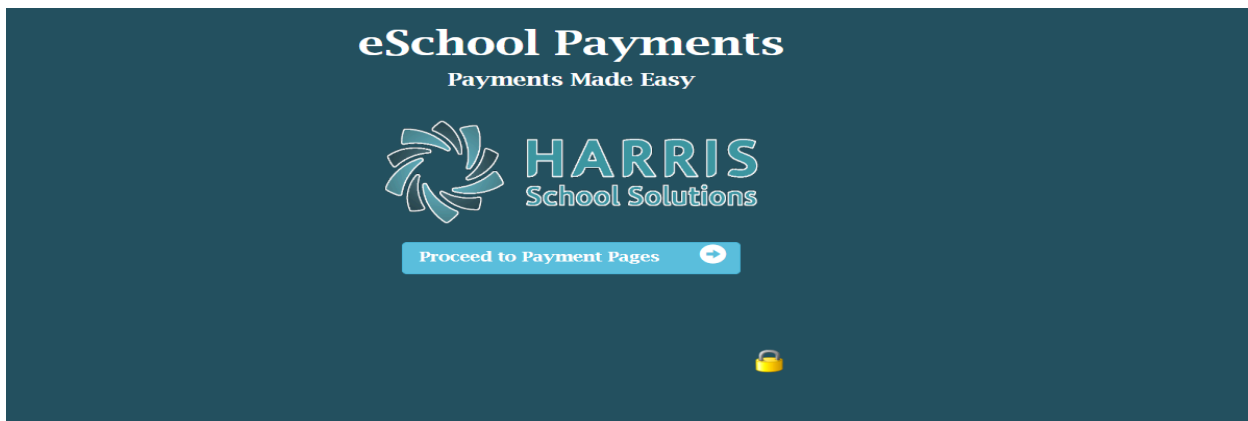 eSchool Payments
Payments Made Easy
HARRIS
School Solutions
Proceed to Payment Pages